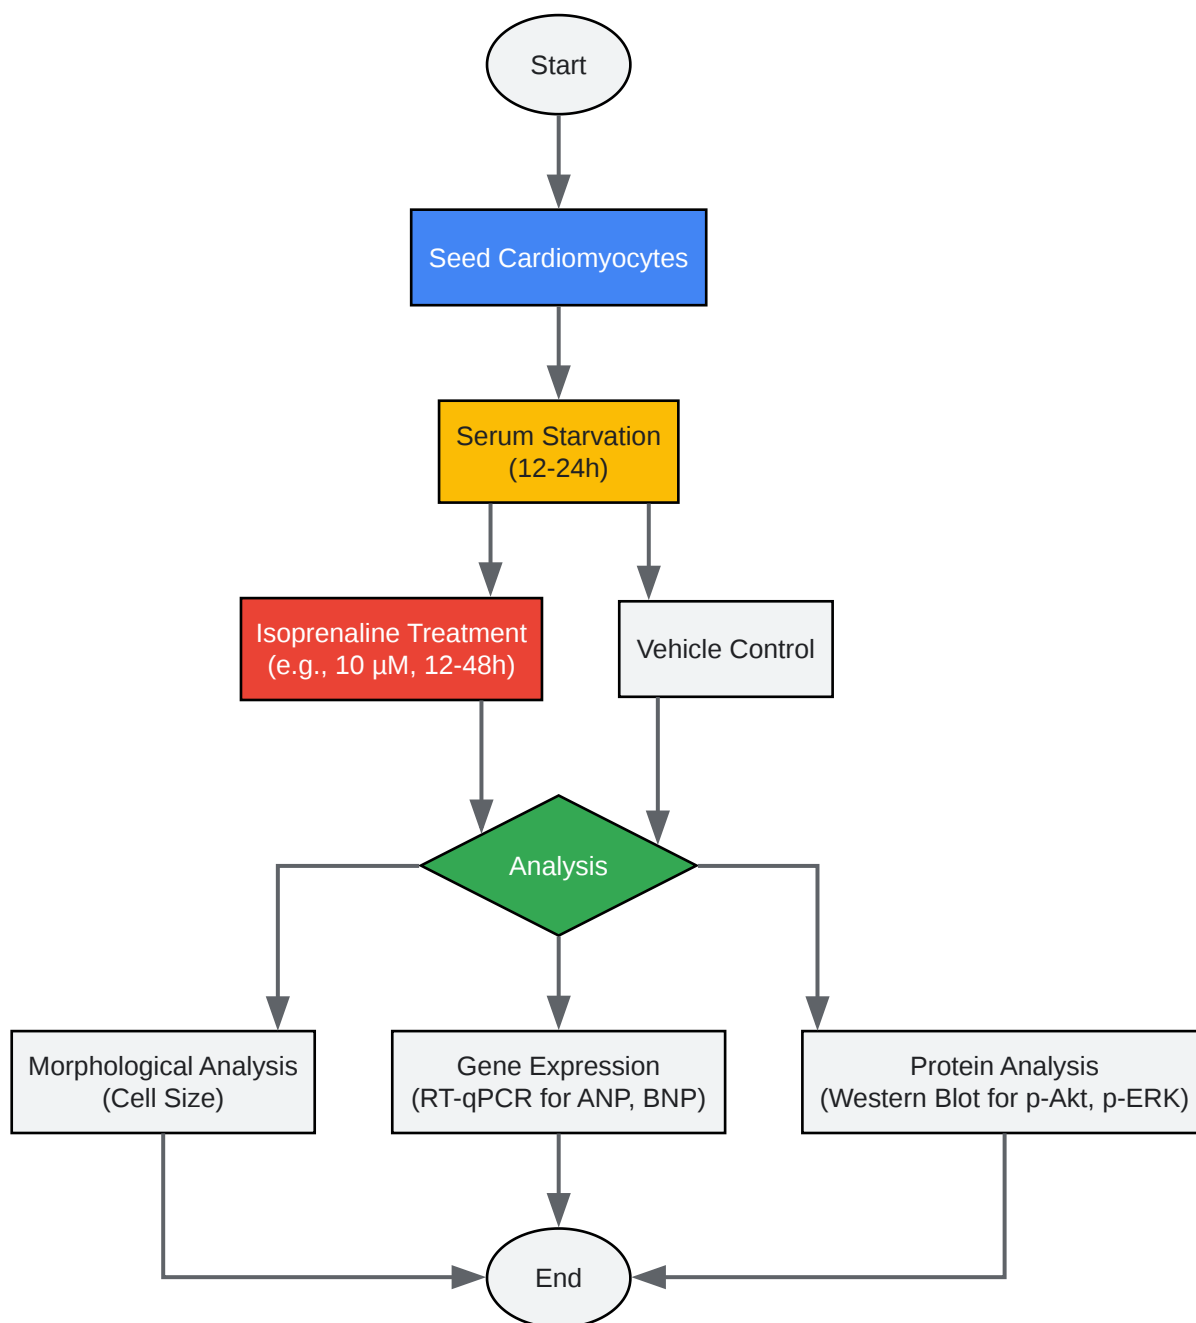 Start
Seed Cardiomyocytes
Serum Starvation
(12-24h)
Isoprenaline Treatment
(e.g., 10 µM, 12-48h)
Vehicle Control
Analysis
Morphological Analysis
(Cell Size)
Gene Expression
(RT-qPCR for ANP, BNP)
Protein Analysis
(Western Blot for p-Akt, p-ERK)
End